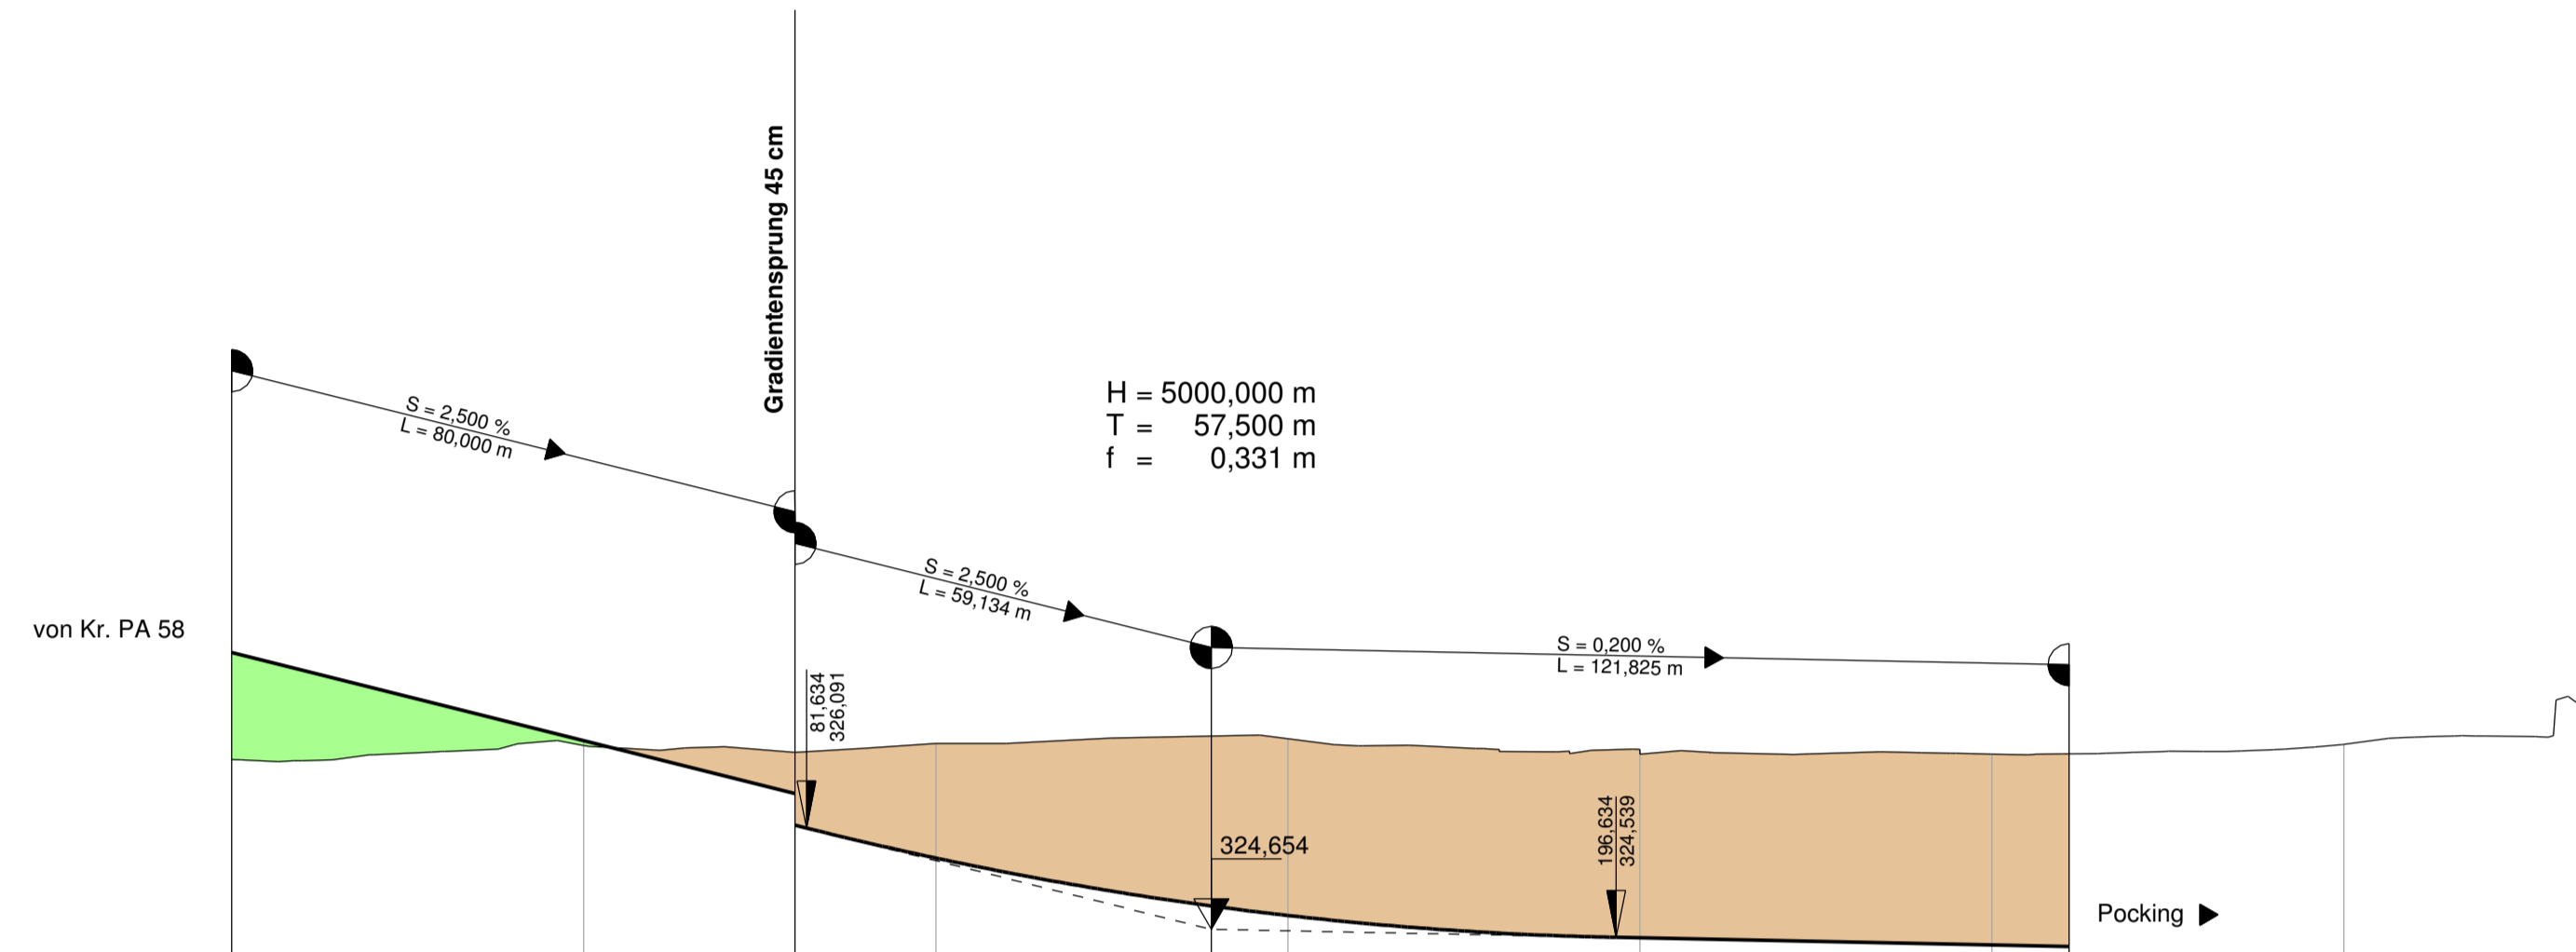 Gradientensprung 45 cm
S = 2,500 %
L = 80,000 m
H = 5000,000 m
T = 57,500 m
f = 0,331 m
S = 2,500 %
L = 59,134 m
von Kr. PA 58
S = 0,200 %
L = 121,825 m
81,634
326,091
324,654
196,634
324,539
Pocking